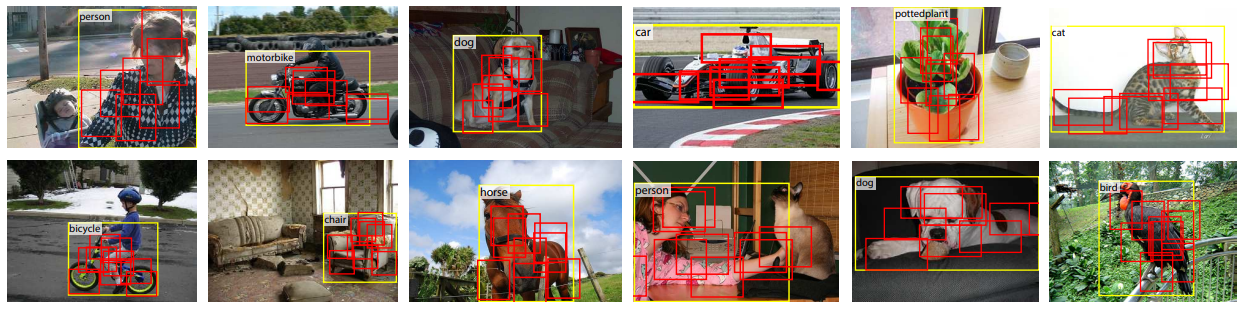 person
motorbike
dog
car
pottedplant
cat
bicycle
chair
horse
person
dog
bird